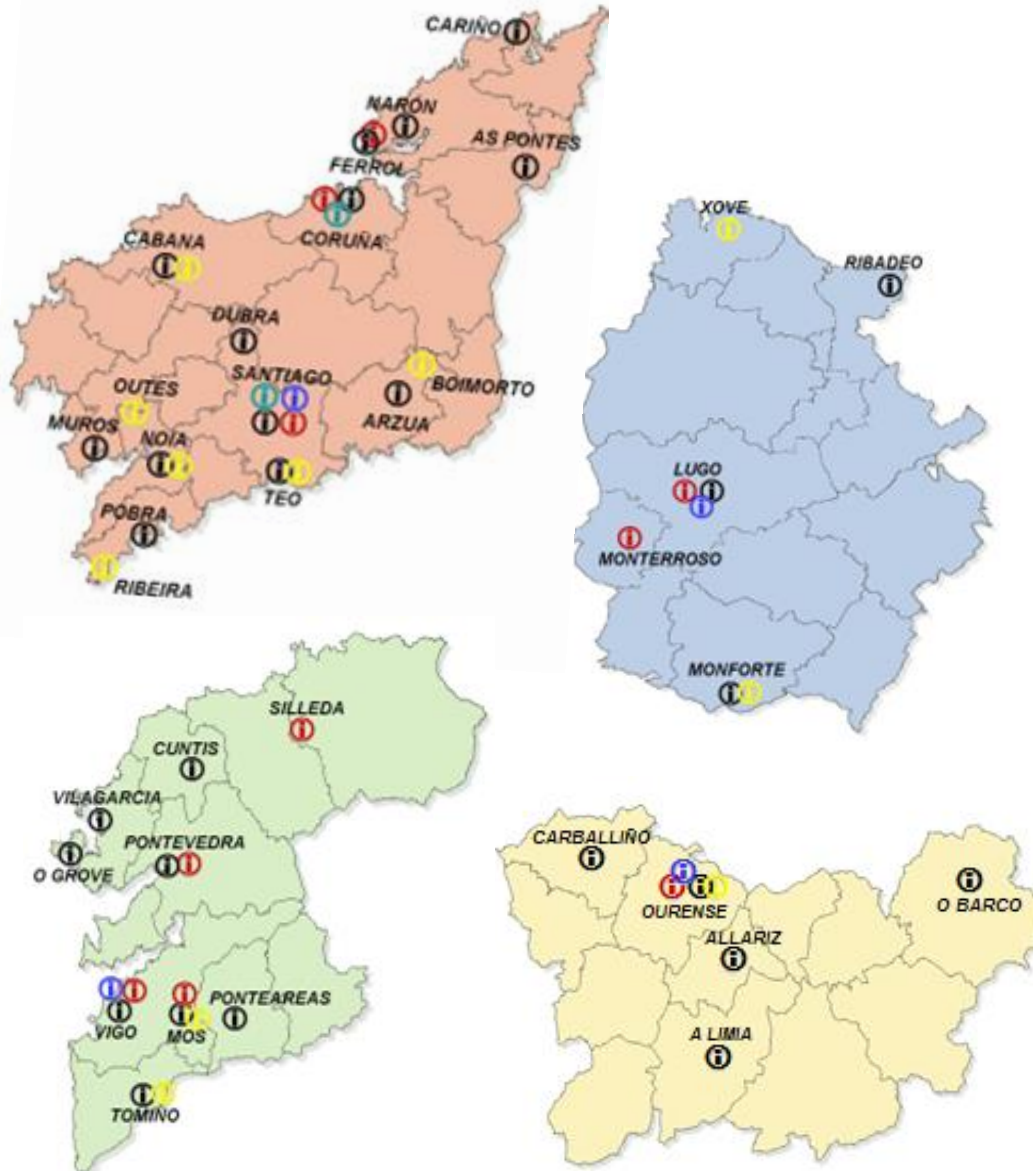 CARIÑO
NARÓN
AS PONTES
FERROL
CORUÑA
CABANA
DUBRA
SANTIAGO
BOIMORTO
OUTES
ARZUA
MUROS
NOIA
TEO
POBRA
RIBEIRA
XOVE
RIBADEO
LUGO
MONTERROSO
MONFORTE
SILLEDA
CUNTIS
VILAGARCIA
PONTEVEDRA
O GROVE
PONTEAREAS
VIGO
MOS
TOMIÑO
CARBALLIÑO
OURENSE
O BARCO
ALLARIZ
A LIMIA